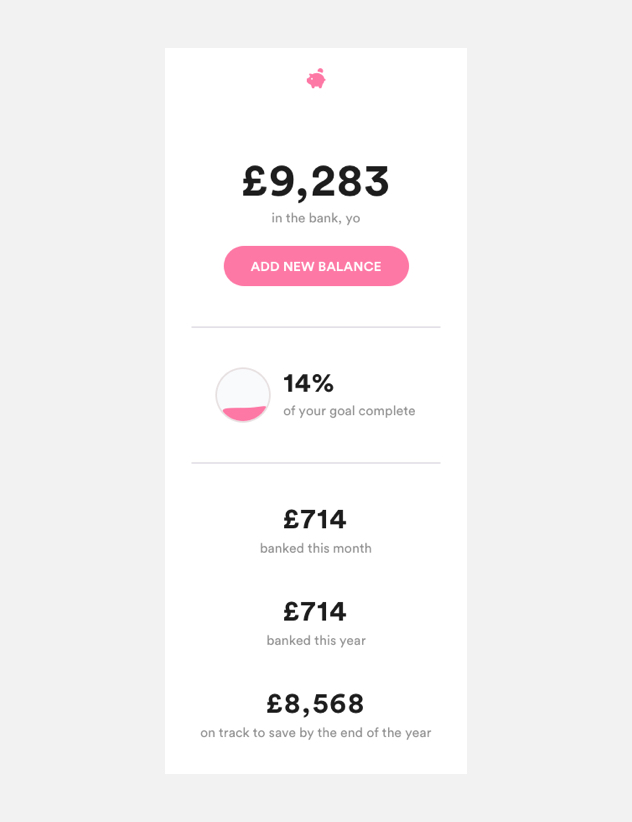 £9,283
in the bank, yo
ADD NEW BALANCE
14%
of your goal complete
£714
banked this month
£714
banked this year
£8,568
on track to save by the end of the year